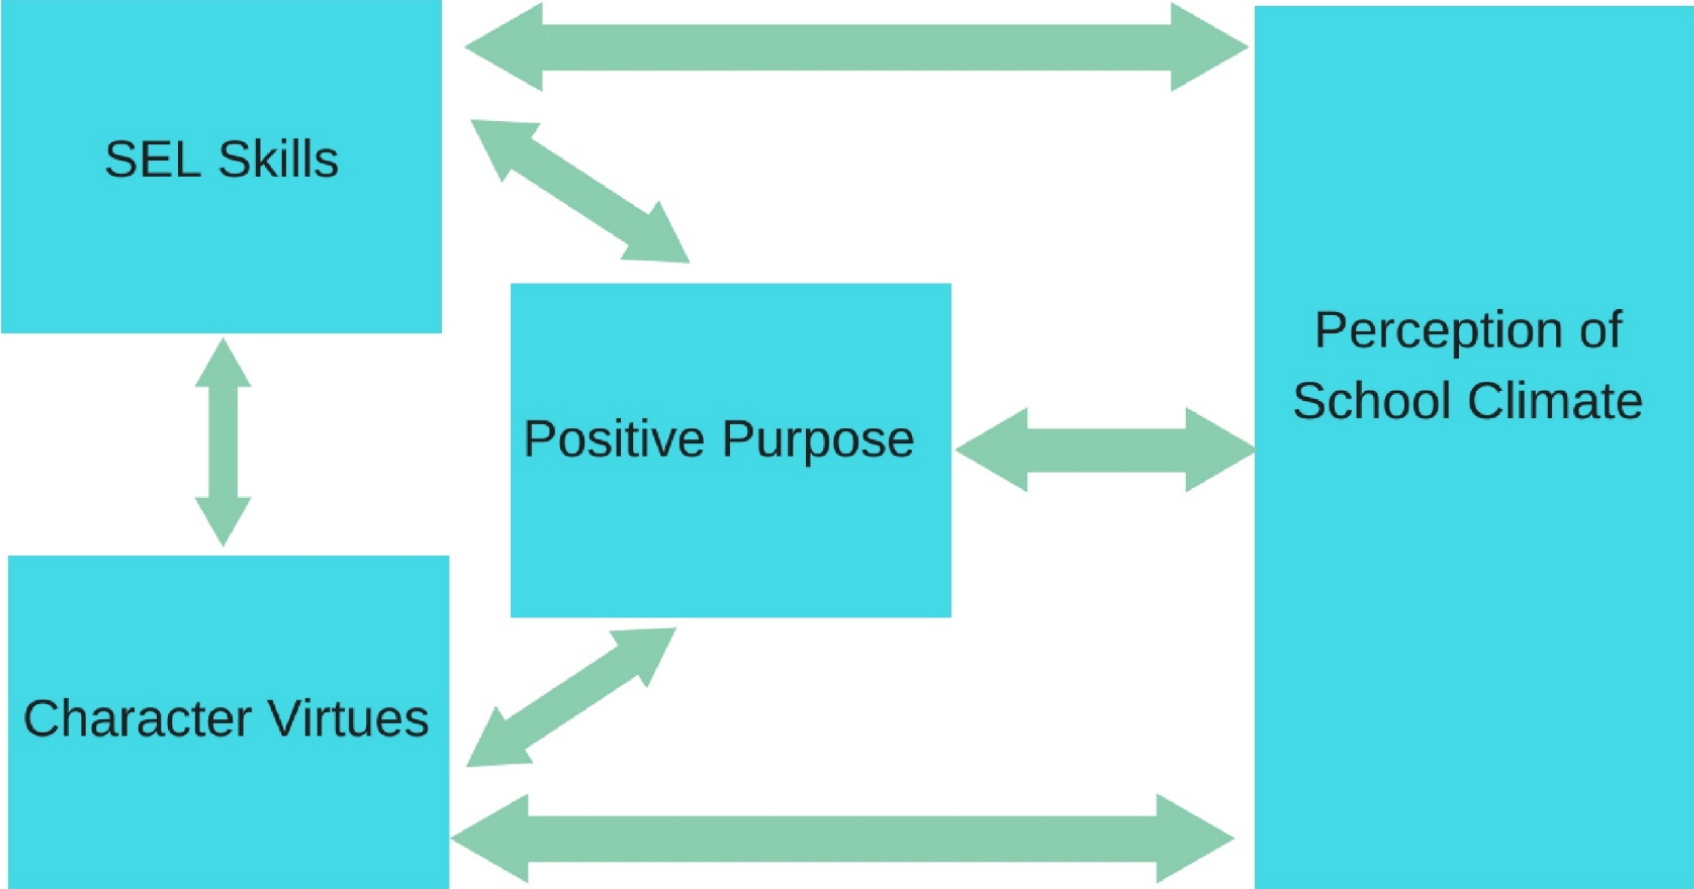 SEL Skills
Positive Purpose
Perception of
School Climate
Character Virtues